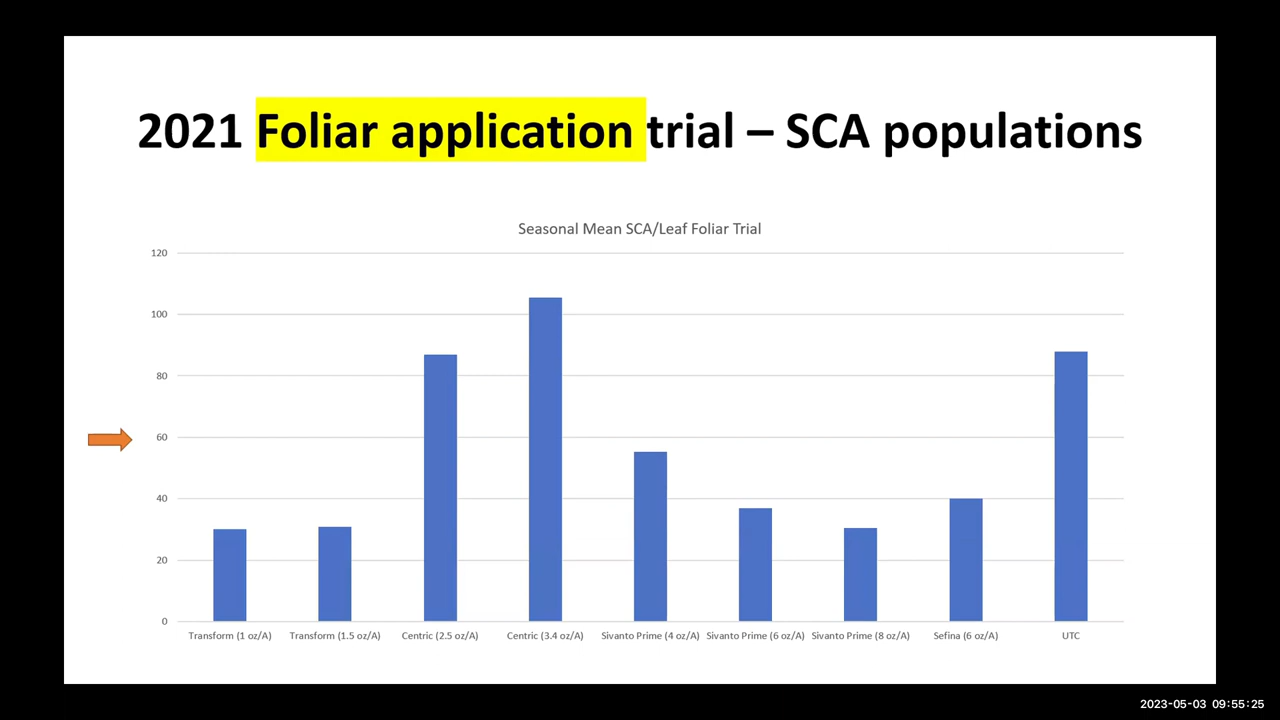 2021 Foliar application trial – SCA populations
Seasonal Mean SCA/Leaf Foliar Trial
120
100
80
60
40
20
0
Transform (1 oz/A) Transform (1.5 oz/A) Centric (2.5 oz/A) Centric (3.4 oz/A) Sivanto Prime (4 oz/A) Sivanto Prime (6 oz/A) Sivanto Prime (8 oz/A) Sefina (6 oz/A) UTC
2023-05-03 09:55:25